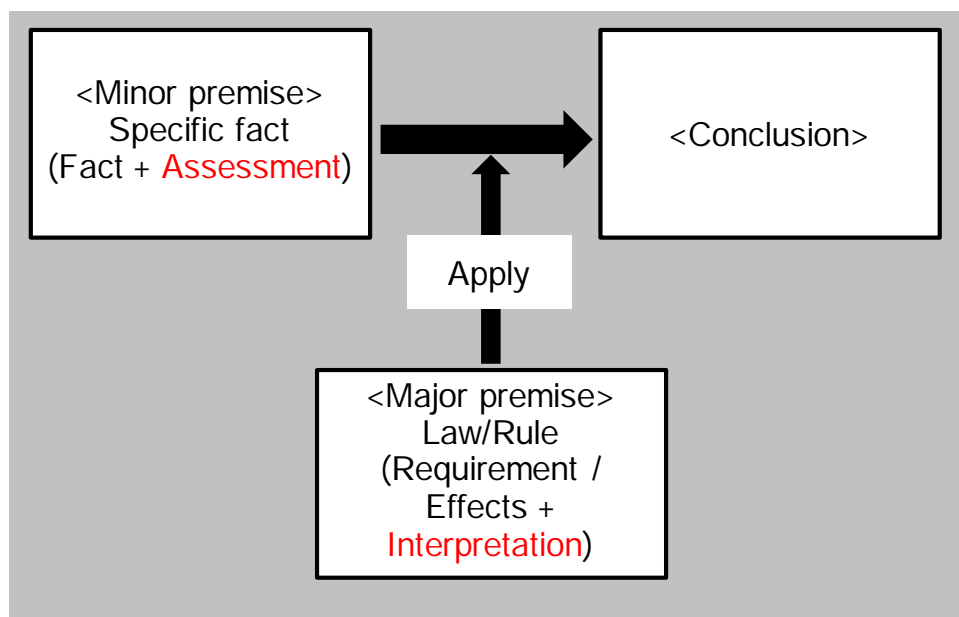 <Minor premise>
Specific fact
(Fact + Assessment)
<Conclusion>
Apply
<Major premise>
Law/Rule
(Requirement /
Effects +
Interpretation)